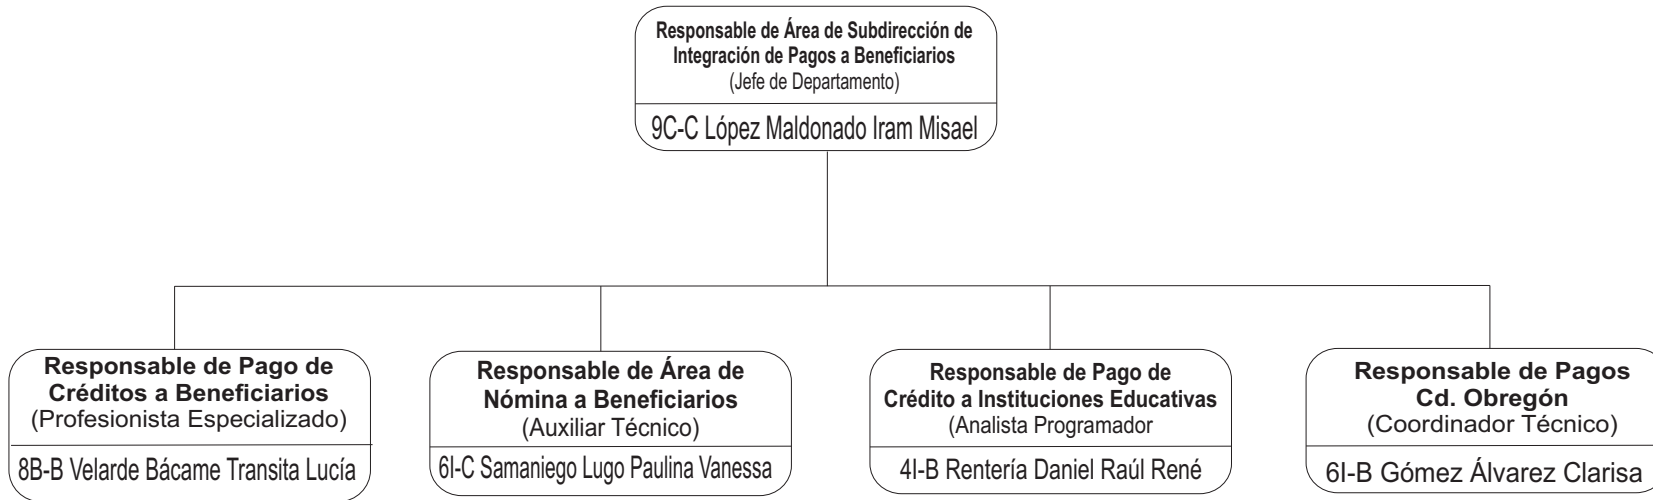 Responsable de Área de Subdirección de
Integración de Pagos a Beneficiarios
(Jefe de Departamento)
9C-C López Maldonado Iram Misael
Responsable de Pago de
Créditos a Beneficiarios
(Profesionista Especializado)
8B-B Velarde Bácame Transita Lucía
Responsable de Área de
Nómina a Beneficiarios
(Auxiliar Técnico)
6I-C Samaniego Lugo Paulina Vanessa
Responsable de Pago de
Crédito a Instituciones Educativas
(Analista Programador
4I-B Rentería Daniel Raúl René
Responsable de Pagos
Cd. Obregón
(Coordinador Técnico)
6I-B Gómez Álvarez Clarisa